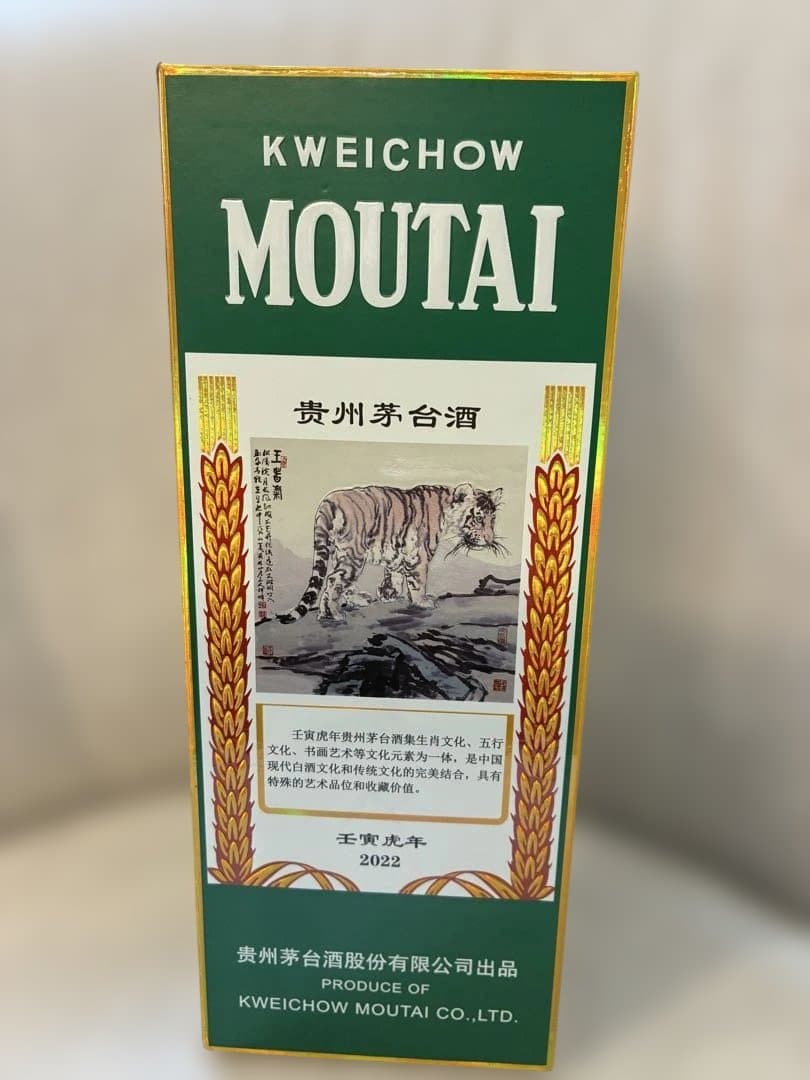 KWEICHOW
MOUTAI
贵州茅台酒
壬寅虎年贵州茅台酒集生肖文化、五行
文化、书画艺术等文化元素为一体，是中国
现代白酒文化和传统文化的完美结合，具有
特殊的艺术品位和收藏价值。
壬寅虎年
2022
贵州茅台酒股份有限公司出品
PRODUCE OF
KWEICHOW MOUTAI CO.,LTD.